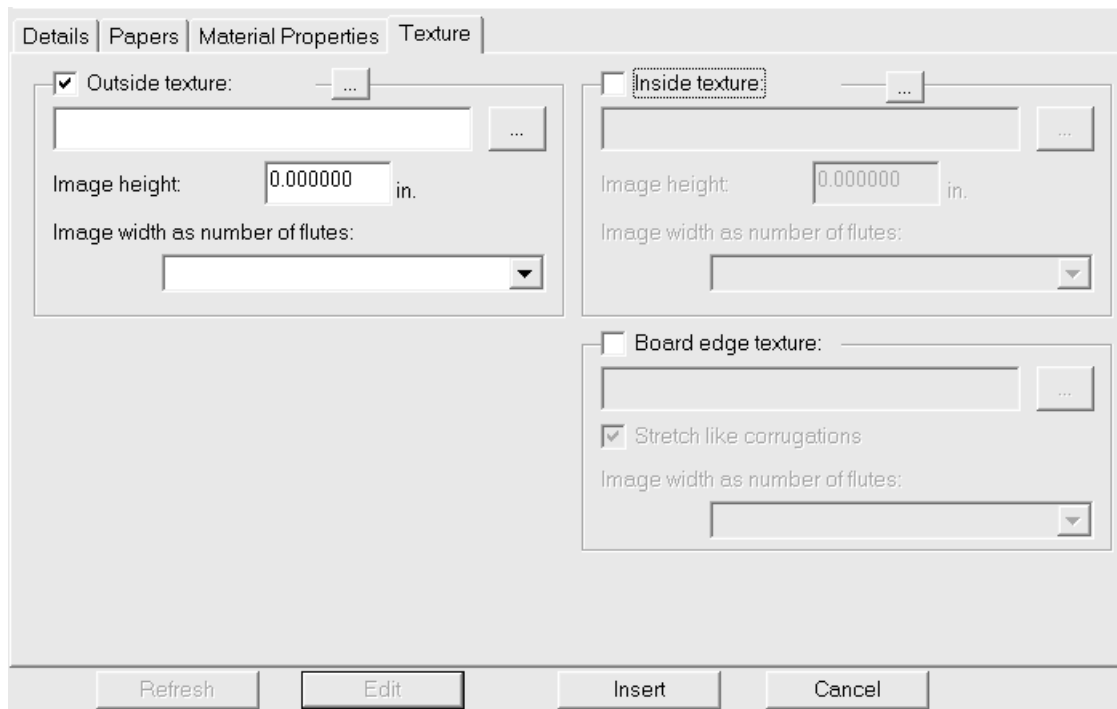 Details Papers Material Properties Texture
Outside texture: ...
...
Image height: 0.000000 in.
Image width as number of flutes:
Inside texture: ...
...
Image height: 0.000000 in.
Image width as number of flutes:
Board edge texture:
...
Stretch like corrugations
Image width as number of flutes:
Refresh Edit Insert Cancel